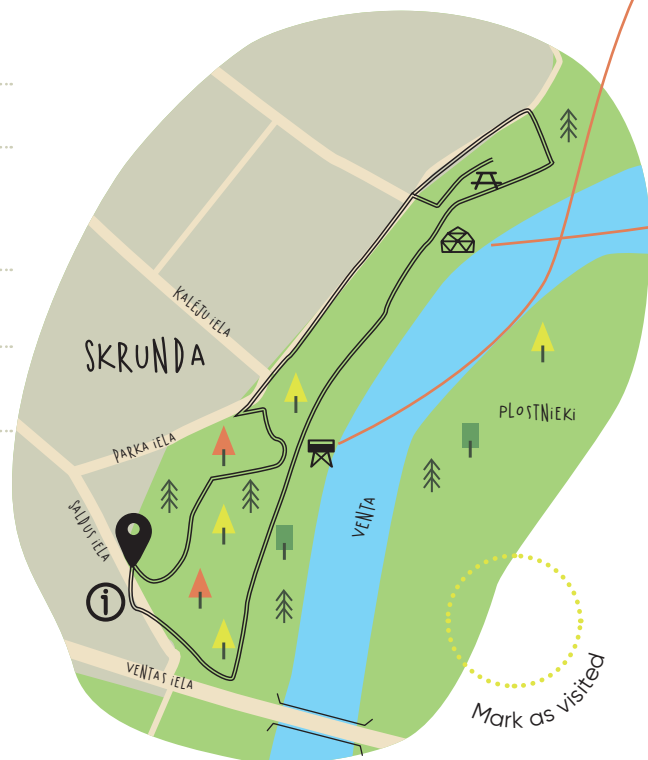 KALĒJU iELA
SKRUNDA
PLOSTNiEKi
PARKA iELA
SALDUS iELA
VENTA
i
VENTAS iELA
Mark as visited